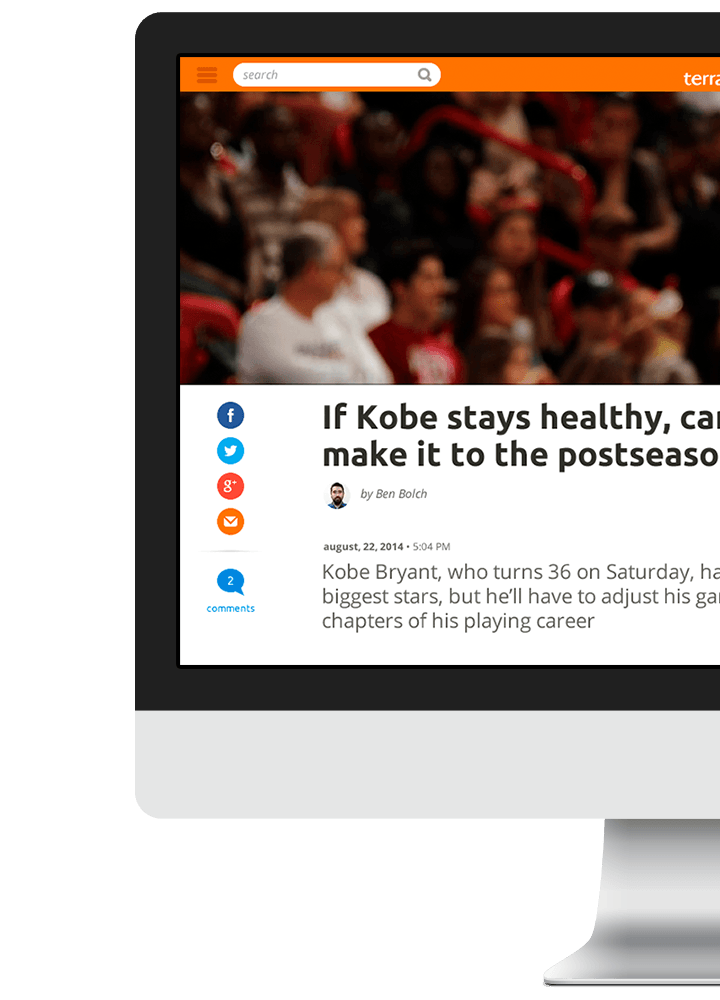 search
terra
If Kobe stays healthy, can
make it to the postseaso
by Ben Bolch
august, 22, 2014 • 5:04 PM
Kobe Bryant, who turns 36 on Saturday, ha
biggest stars, but he'll have to adjust his ga
chapters of his playing career
2
comments